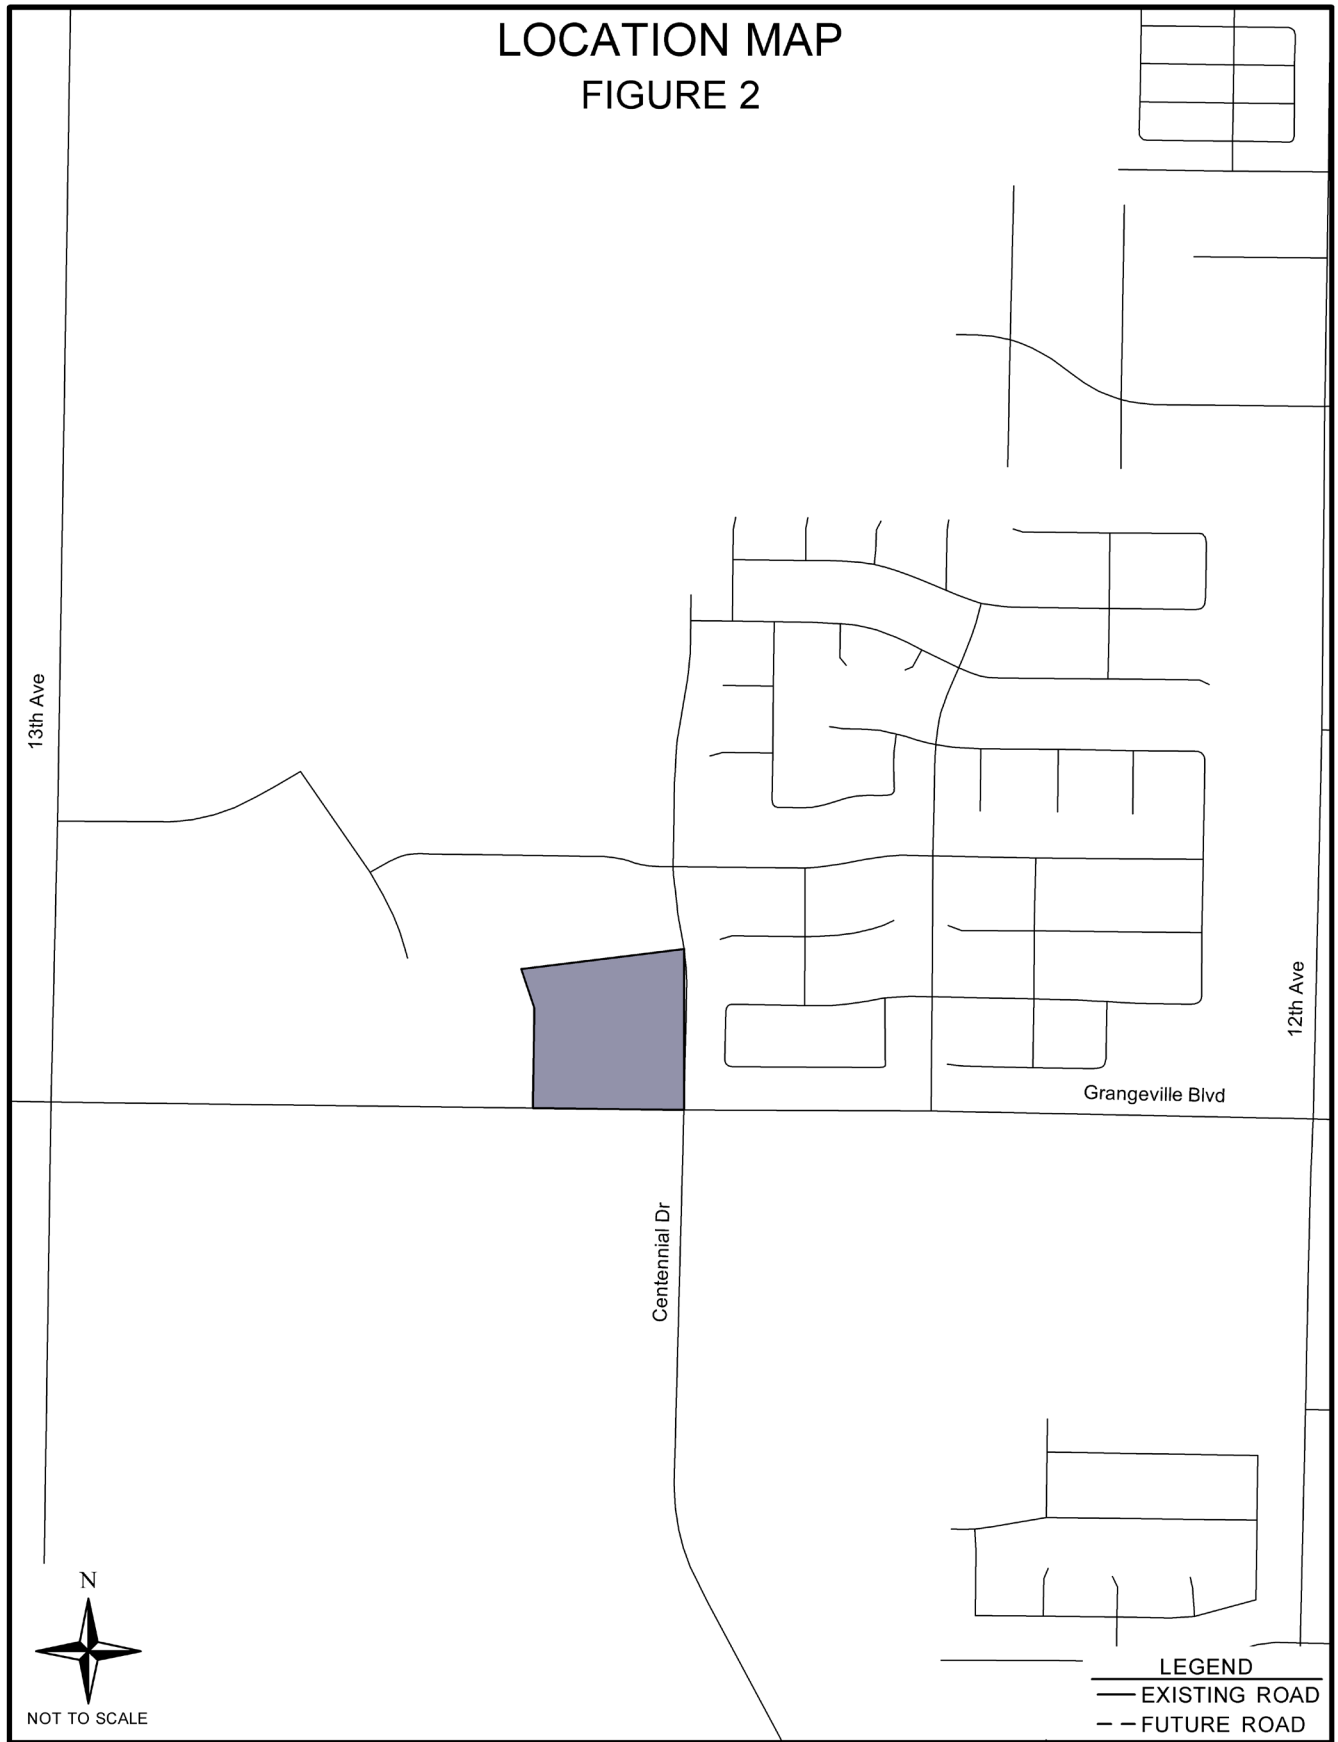 LOCATION MAP
FIGURE 2
13th Ave
12th Ave
Grangeville Blvd
Centennial Dr
N
NOT TO SCALE
LEGEND
EXISTING ROAD
FUTURE ROAD